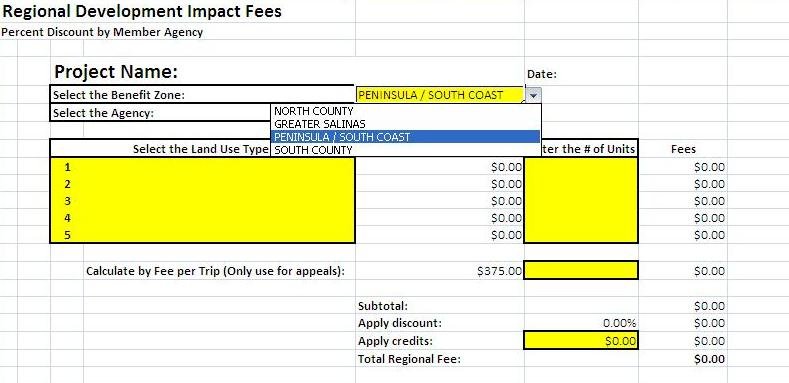 Regional Development Impact Fees
Percent Discount by Member Agency
Project Name: Date:
Select the Benefit Zone: PENINSULA / SOUTH COAST
Select the Agency:
NORTH COUNTY
GREATER SALINAS
PENINSULA / SOUTH COAST
SOUTH COUNTY
Select the Land Use Type ter the # of Units Fees
1 $0.00 $0.00
2 $0.00 $0.00
3 $0.00 $0.00
4 $0.00 $0.00
5 $0.00 $0.00
Calculate by Fee per Trip (Only use for appeals): $375.00 $0.00
Subtotal: $0.00
Apply discount: 0.00% $0.00
Apply credits: $0.00 $0.00
Total Regional Fee: $0.00